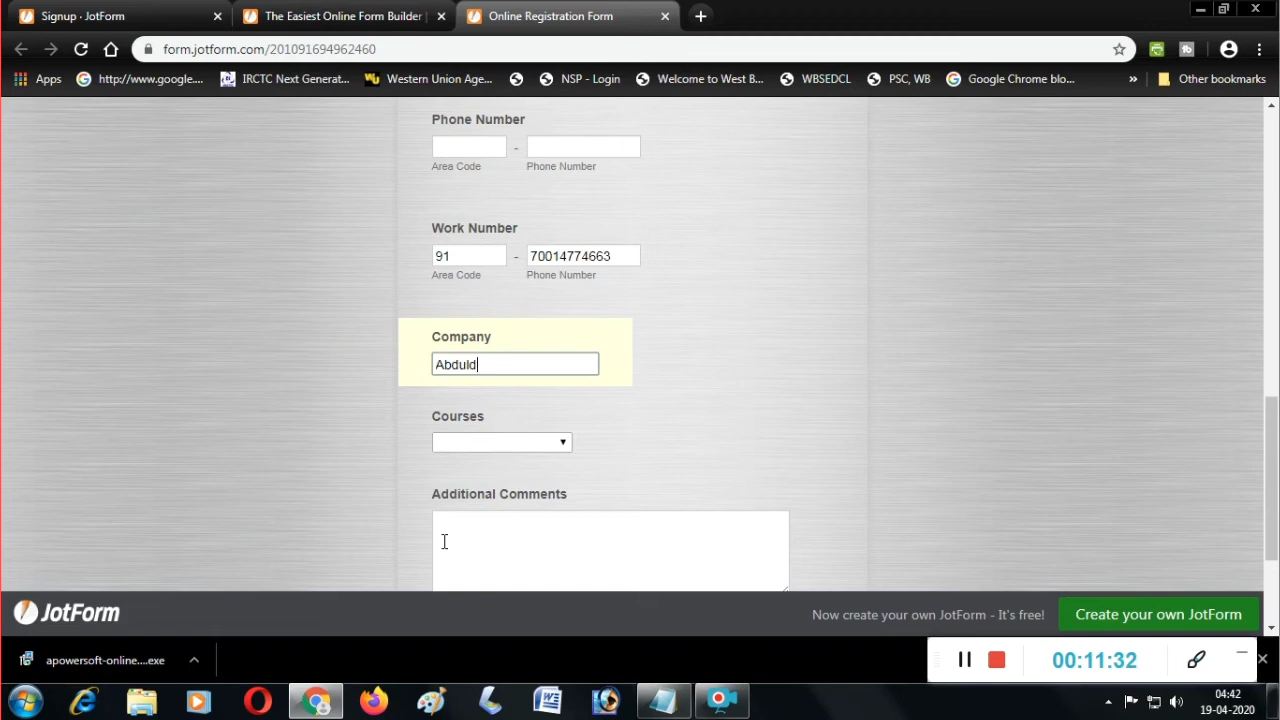 Signup · JotForm
The Easiest Online Form Builder
Online Registration Form
form.jotform.com/201091694962460
Apps
http://www.google....
IRCTC Next Generat...
Western Union Age...
NSP - Login
Welcome to West B...
WBSEDCL
PSC, WB
Google Chrome blo...
»
Other bookmarks
Phone Number
-
Area Code
Phone Number
Work Number
91 - 70014774663
Area Code
Phone Number
Company
Abduld
Courses
Additional Comments
JotForm
Now create your own JotForm - It's free!
Create your own JotForm
apowersoft-online....exe
00:11:32
04:42
19-04-2020